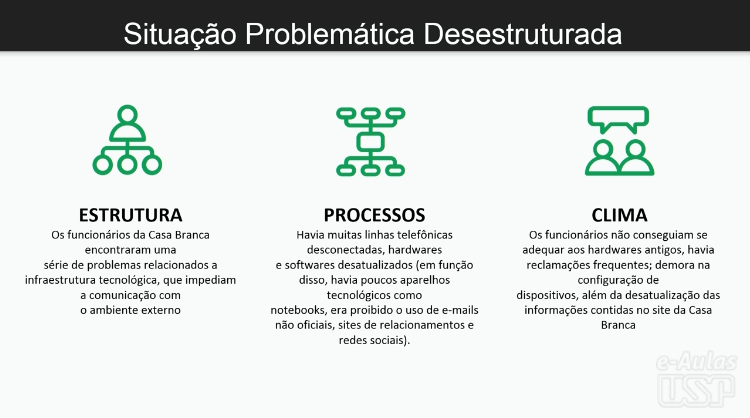 Situação Problemática Desestruturada
ESTRUTURA
Os funcionários da Casa Branca
encontraram uma
série de problemas relacionados a
infraestrutura tecnológica, que impediam
a comunicação com
o ambiente externo
PROCESSOS
Havia muitas linhas telefônicas
desconectadas, hardwares
e softwares desatualizados (em função
disso, havia poucos aparelhos
tecnológicos como
notebooks, era proibido o uso de e-mails
não oficiais, sites de relacionamentos e
redes sociais).
CLIMA
Os funcionários não conseguiam se
adequar aos hardwares antigos, havia
reclamações frequentes; demora na
configuração de
dispositivos, além da desatualização das
informações contidas no site da Casa
Branca
e-Aulas
USP